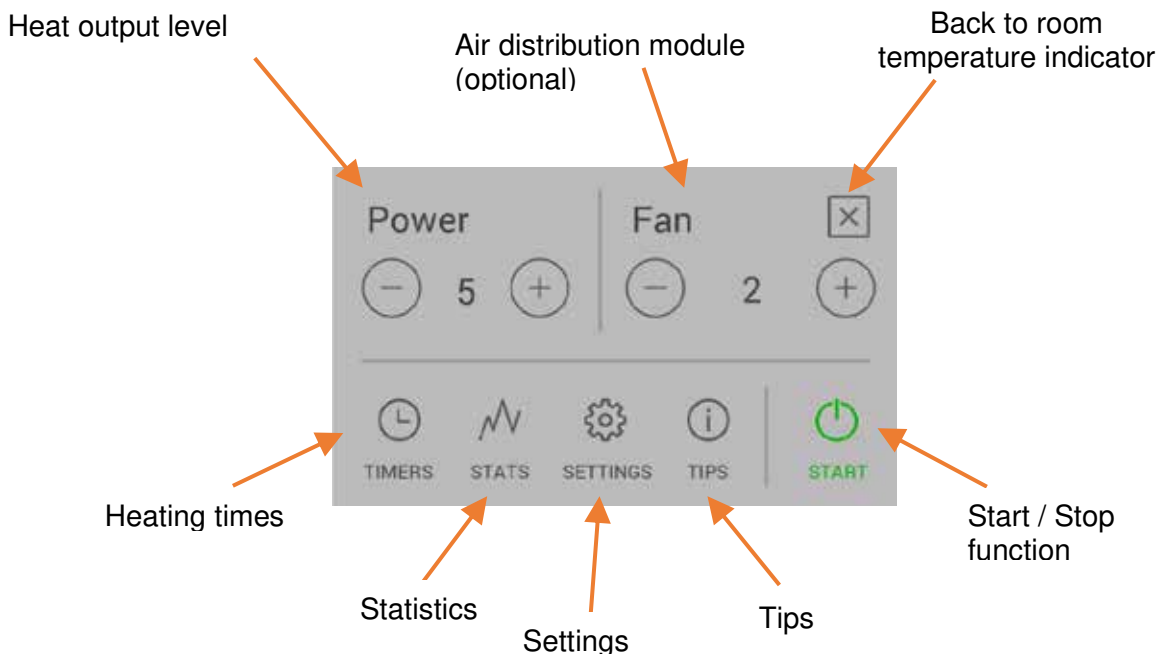 Heat output level
Air distribution module
(optional)
Back to room
temperature indicator
Power
Fan
5
2
TIMERS
STATS
SETTINGS
TIPS
START
Heating times
Statistics
Settings
Tips
Start / Stop
function